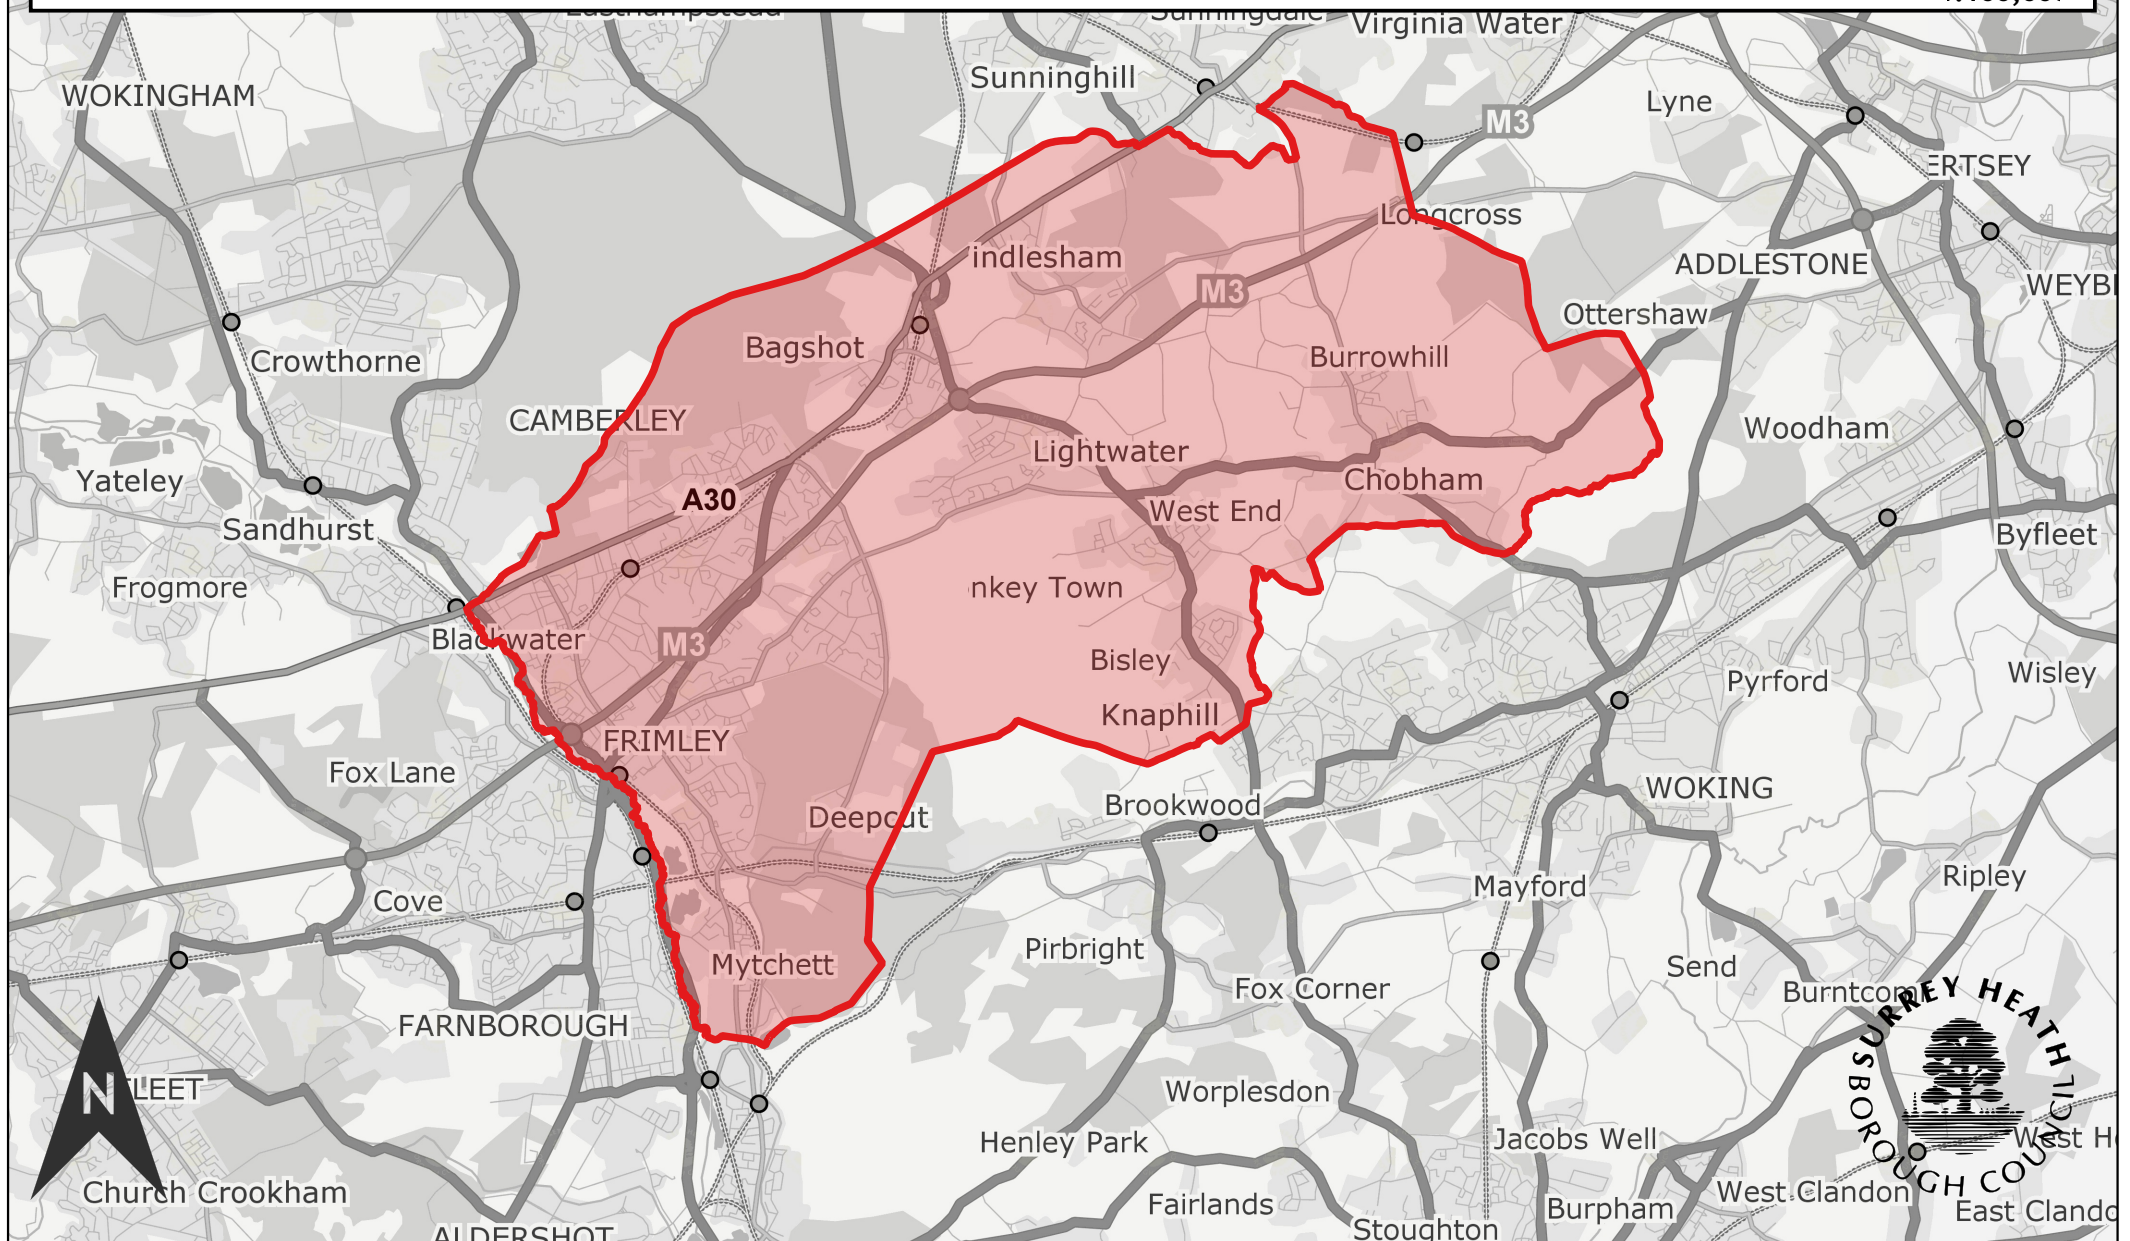 Virginia Water
Sunninghill
WOKINGHAM
Lyne
M3
ERTSEY
Longcross
indlesham
ADDLESTONE
WEYB
M3
Ottershaw
Bagshot
Burrowhill
Crowthorne
CAMBERLEY
Woodham
Lightwater
Yateley
Chobham
A30
West End
Sandhurst
Byfleet
Frogmore
nkey Town
Blackwater
M3
Bisley
Wisley
Pyrford
Knaphill
FRIMLEY
Fox Lane
WOKING
Brookwood
Deepcut
Ripley
Mayford
Cove
Pirbright
Mytchett
Send
Fox Corner
Burntcom
FARNBOROUGH
SURREY HEATH
BOROUGH COUNCIL
N
FLEET
Worplesdon
Jacobs Well
West H
Henley Park
Church Crookham
West Clandon
Fairlands
Burpham
East Clando
Stoughton
ALDERSHOT